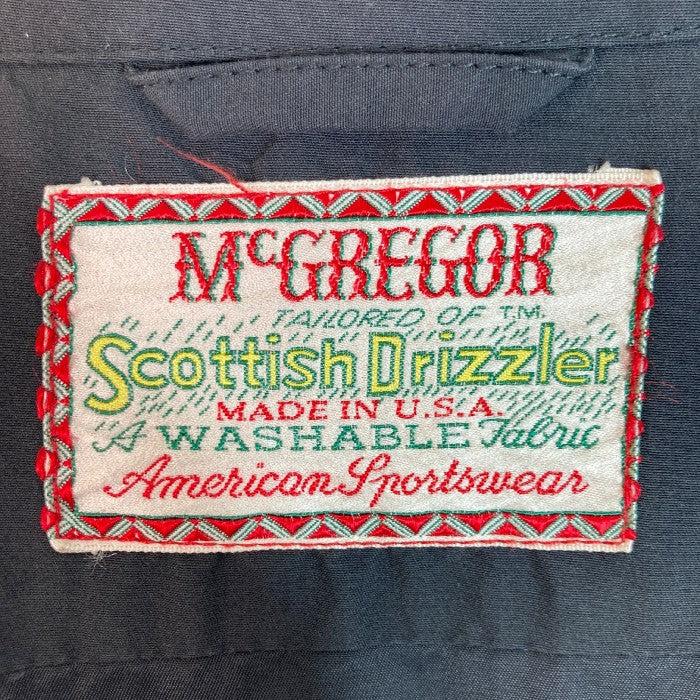 McGREGOR
TAILORED OF T.M.
Scottish Drizzler
MADE IN U.S.A.
A WASHABLE Fabric
American Sportswear